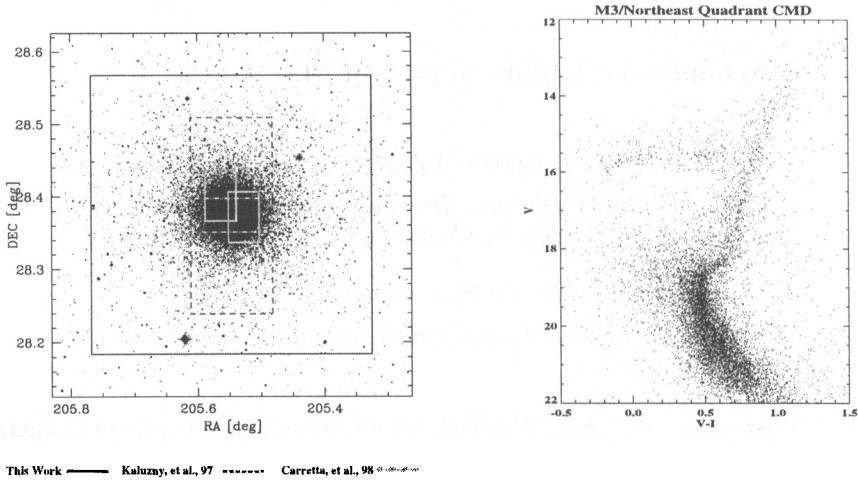 28.6
28.5
28.4
28.3
28.2
DEC [deg]
205.8 205.6 205.4
RA [deg]
M3/Northeast Quadrant CMD
12
14
16
18
20
22
V
-0.5 0.0 0.5 1.0 1.5
V-I
This Work Kaluzny, et al., 97 Carretta, et al., 98